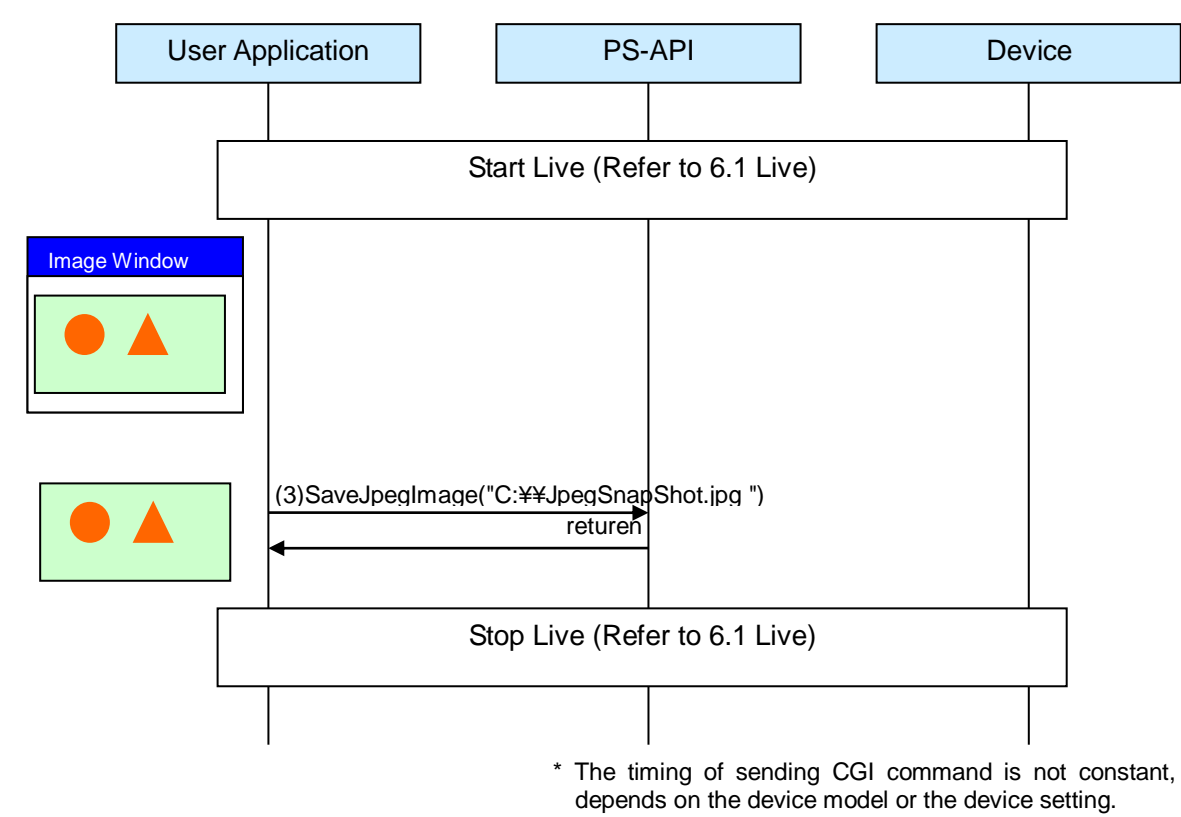 User Application
PS-API
Device
Start Live (Refer to 6.1 Live)
Image Window
(3)SaveJpegImage("C:¥¥JpegSnapShot.jpg ")
returen
Stop Live (Refer to 6.1 Live)
* The timing of sending CGI command is not constant,
depends on the device model or the device setting.